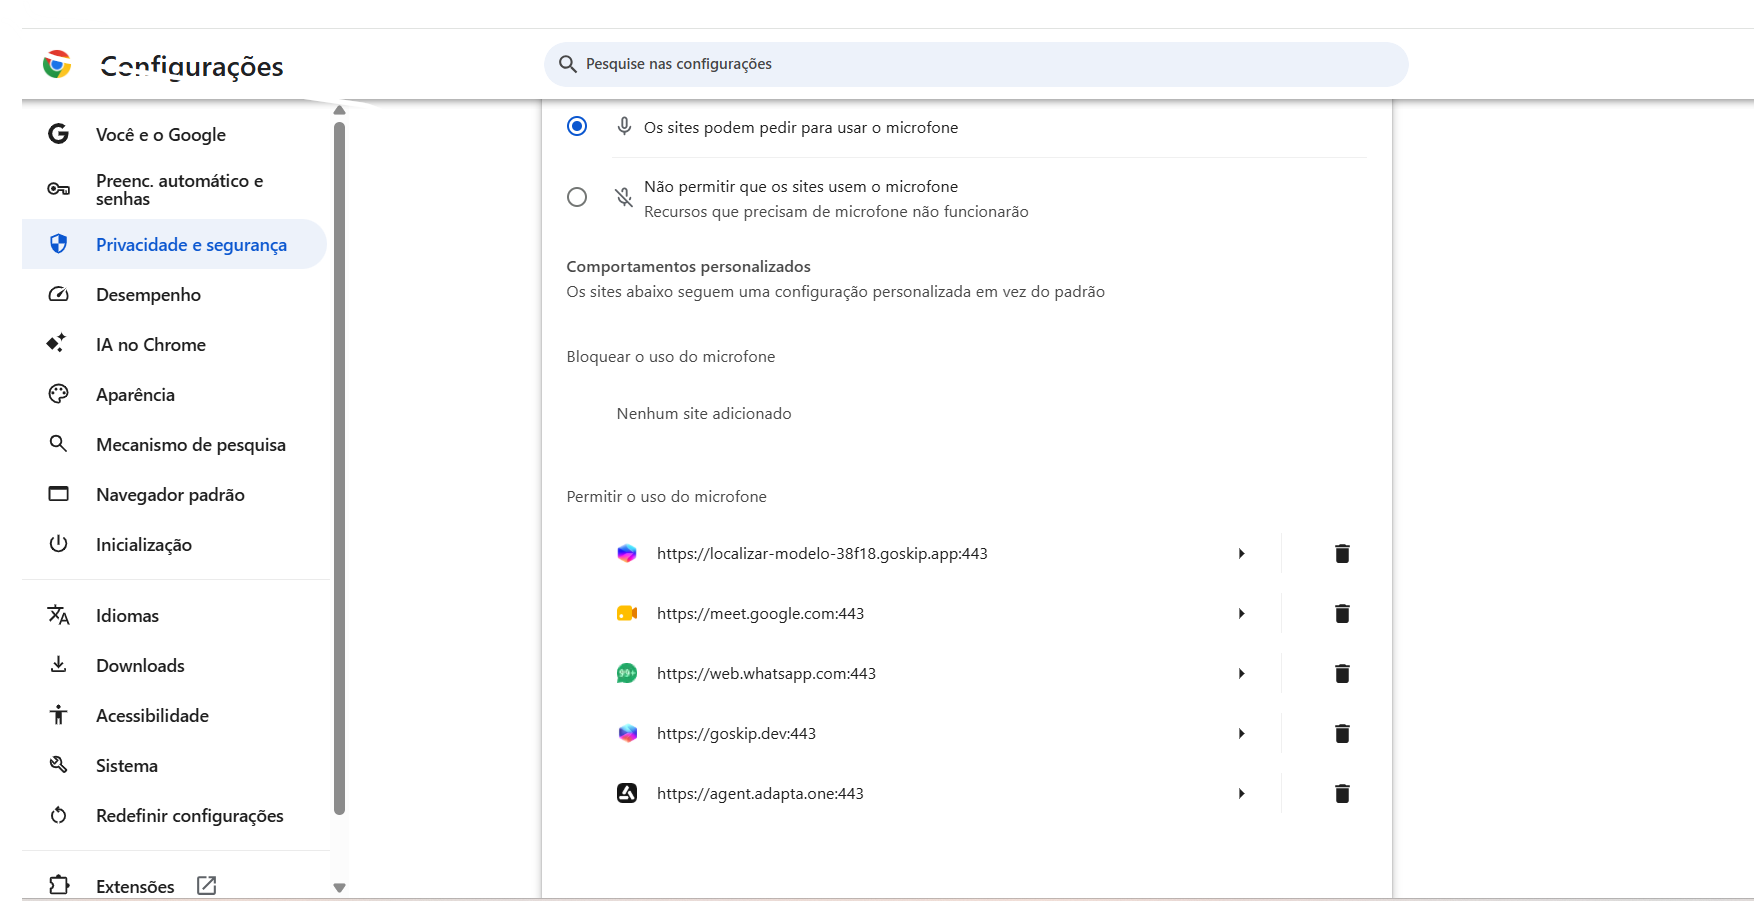 Configurações
Pesquise nas configurações
Você e o Google
Preenc. automático e
senhas
Privacidade e segurança
Desempenho
IA no Chrome
Aparência
Mecanismo de pesquisa
Navegador padrão
Inicialização
Idiomas
Downloads
Acessibilidade
Sistema
Redefinir configurações
Extensões
Os sites podem pedir para usar o microfone
Não permitir que os sites usem o microfone
Recursos que precisam de microfone não funcionarão
Comportamentos personalizados
Os sites abaixo seguem uma configuração personalizada em vez do padrão
Bloquear o uso do microfone
Nenhum site adicionado
Permitir o uso do microfone
https://localizar-modelo-38f18.goskip.app:443
https://meet.google.com:443
99+
https://web.whatsapp.com:443
https://goskip.dev:443
https://agent.adapta.one:443